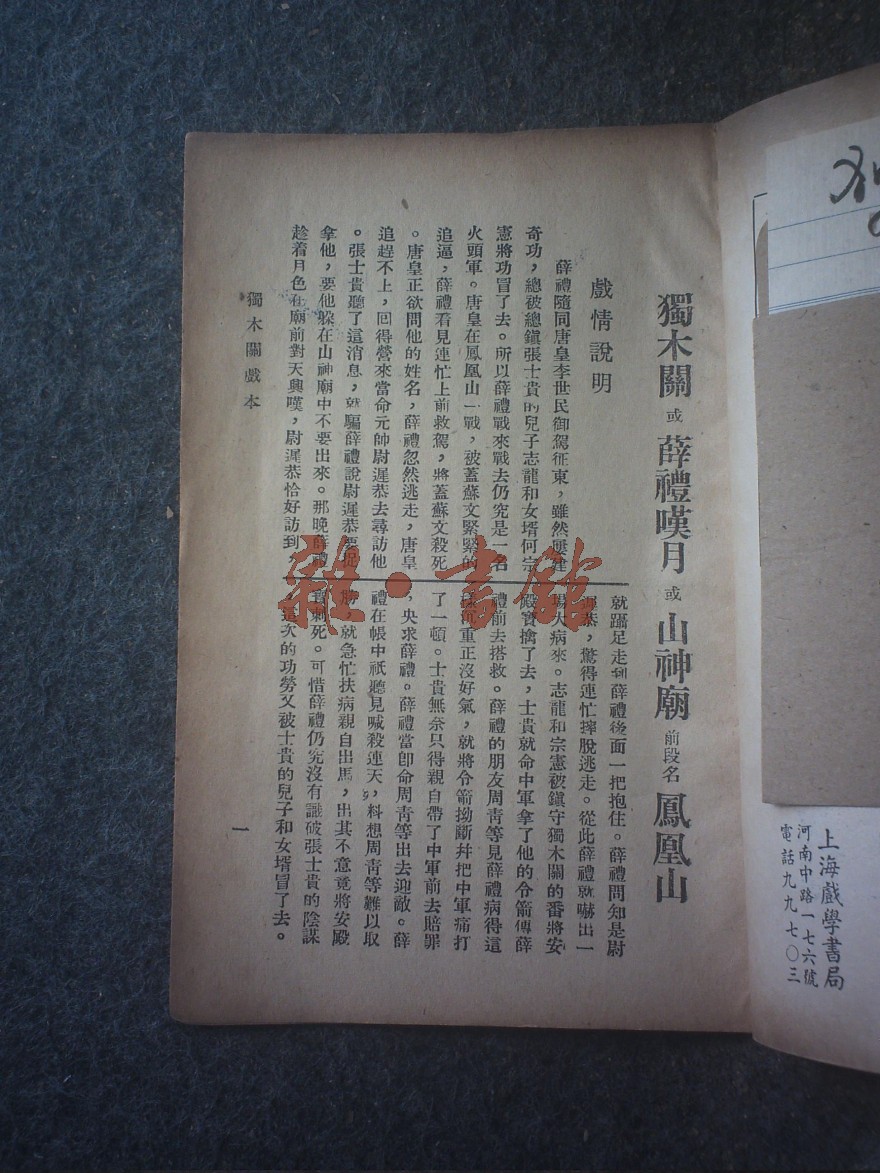 獨木關 或 薛禮嘆月 或 山神廟 前段名 鳳凰山
戲情說明
薛禮隨同唐皇李世民御駕征東，雖然屢建
奇功，總被總鎮張士貴的兒子志龍和女壻何宗
憲將功冒了去。所以薛禮戰來戰去仍究是一名
火頭軍。唐皇在鳳凰山一戰，被蓋蘇文緊緊的
追逼，薛禮看見連忙上前救駕，將蓋蘇文殺死
。唐皇正欲問他的姓名，薛禮忽然逃走，唐皇
追趕不上，回得營來當命元帥尉遲恭去尋訪他
。張士貴聽了這消息，就騙薛禮說尉遲恭要捉
拿他，要他躲在山神廟中不要出來。那晚薛禮
趁着月色在廟前對天興嘆，尉遲恭恰好訪到，
就躡足走到薛禮後面一把抱住。薛禮問知是尉
遲恭，驚得連忙摔脫逃走。從此薛禮就嚇出一
場大病來。志龍和宗憲被鎮守獨木關的番將安
殿寶擒了去，士貴就命中軍拿了他的令箭傳薛
禮前去搭救。薛禮的朋友周青等見薛禮病得這
樣沉重正沒好氣，就將令箭拗斷幷把中軍痛打
了一頓。士貴無奈只得親自帶了中軍前去賠罪
，央求薛禮。薛禮當卽命周青等出去迎敵。薛
禮在帳中祇聽見喊殺連天，料想周青等難以取
勝，就急忙扶病親自出馬，出其不意竟將安殿
寶刺死。可惜薛禮仍究沒有識破張士貴的陰謀
，這次的功勞又被士貴的兒子和女壻冒了去。
獨木關戲本
一
上海戲學書局
河南中路一七六號
電話九九七〇三
雜·書館